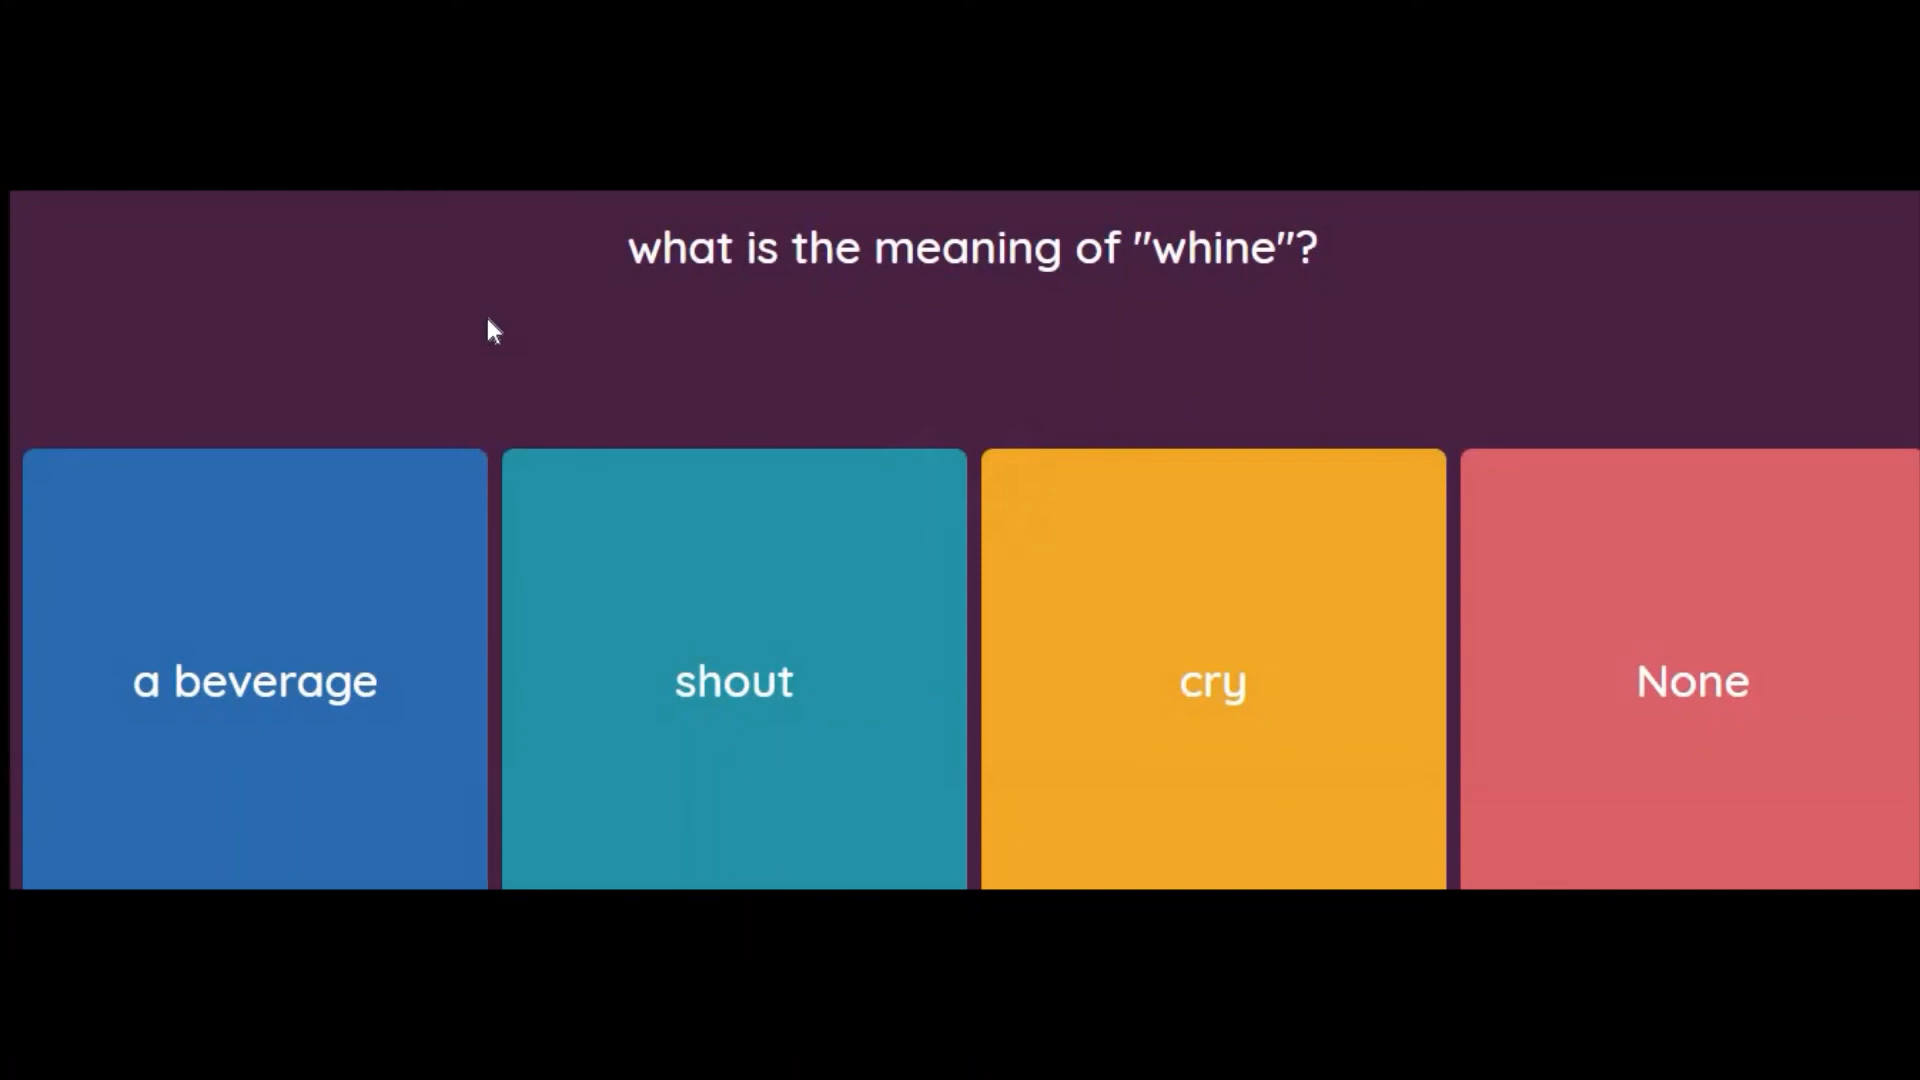 what is the meaning of "whine"?
a beverage
shout
cry
None